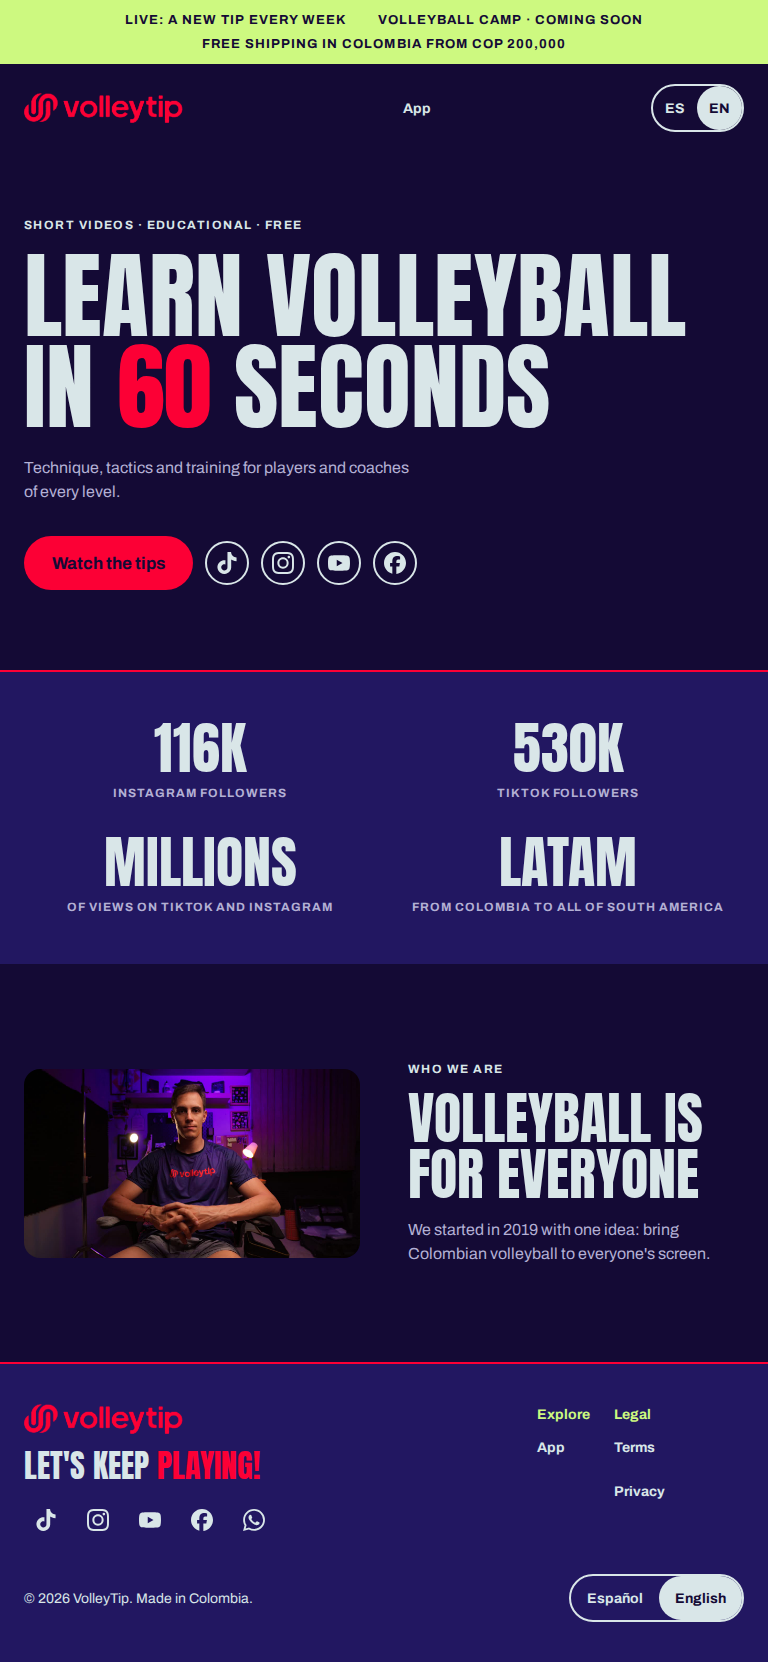 LIVE: A NEW TIP EVERY WEEK VOLLEYBALL CAMP · COMING SOON
FREE SHIPPING IN COLOMBIA FROM COP 200,000
volleytip App ES EN
SHORT VIDEOS · EDUCATIONAL · FREE
LEARN VOLLEYBALL
IN 60 SECONDS
Technique, tactics and training for players and coaches
of every level.
Watch the tips
116K
INSTAGRAM FOLLOWERS
530K
TIKTOK FOLLOWERS
MILLIONS
OF VIEWS ON TIKTOK AND INSTAGRAM
LATAM
FROM COLOMBIA TO ALL OF SOUTH AMERICA
volleytip
WHO WE ARE
VOLLEYBALL IS
FOR EVERYONE
We started in 2019 with one idea: bring
Colombian volleyball to everyone's screen.
volleytip
LET'S KEEP PLAYING!
Explore
App
Legal
Terms
Privacy
© 2026 VolleyTip. Made in Colombia.
Español English